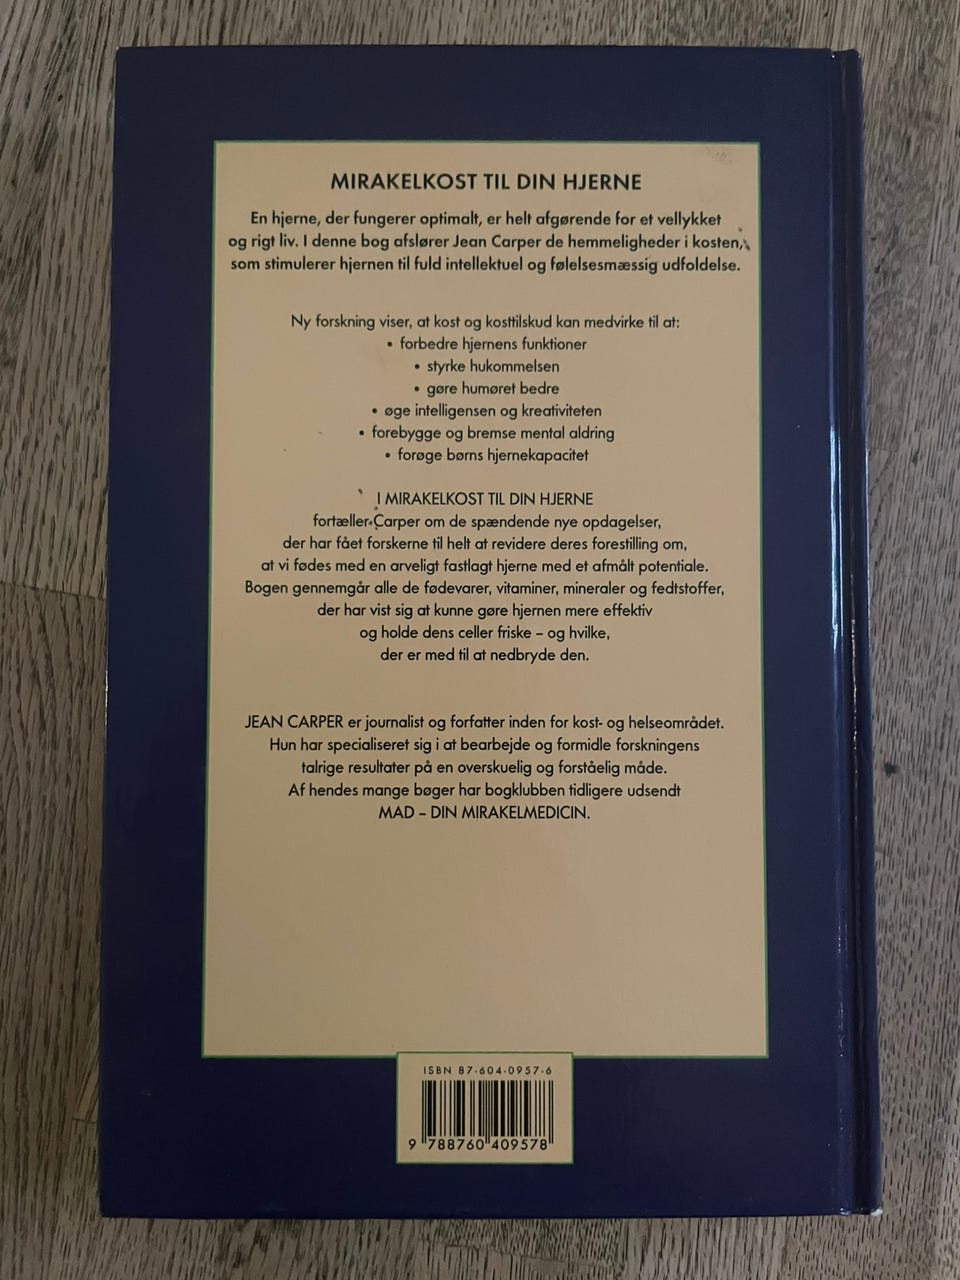 MIRAKELKOST TIL DIN HJERNE
En hjerne, der fungerer optimalt, er helt afgørende for et vellykket
og rigt liv. I denne bog afslører Jean Carper de hemmeligheder i kosten,
som stimulerer hjernen til fuld intellektuel og følelsesmæssig udfoldelse.
Ny forskning viser, at kost og kosttilskud kan medvirke til at:
• forbedre hjernens funktioner
• styrke hukommelsen
• gøre humøret bedre
• øge intelligensen og kreativiteten
• forebygge og bremse mental aldring
• forøge børns hjernekapacitet
I MIRAKELKOST TIL DIN HJERNE
fortæller Carper om de spændende nye opdagelser,
der har fået forskerne til helt at revidere deres forestilling om,
at vi fødes med en arveligt fastlagt hjerne med et afmålt potentiale.
Bogen gennemgår alle de fødevarer, vitaminer, mineraler og fedtstoffer,
der har vist sig at kunne gøre hjernen mere effektiv
og holde dens celler friske – og hvilke,
der er med til at nedbryde den.
JEAN CARPER er journalist og forfatter inden for kost- og helseområdet.
Hun har specialiseret sig i at bearbejde og formidle forskningens
talrige resultater på en overskuelig og forståelig måde.
Af hendes mange bøger har bogklubben tidligere udsendt
MAD – DIN MIRAKELMEDICIN.
ISBN 87-604-0957-6
9 788760 409578